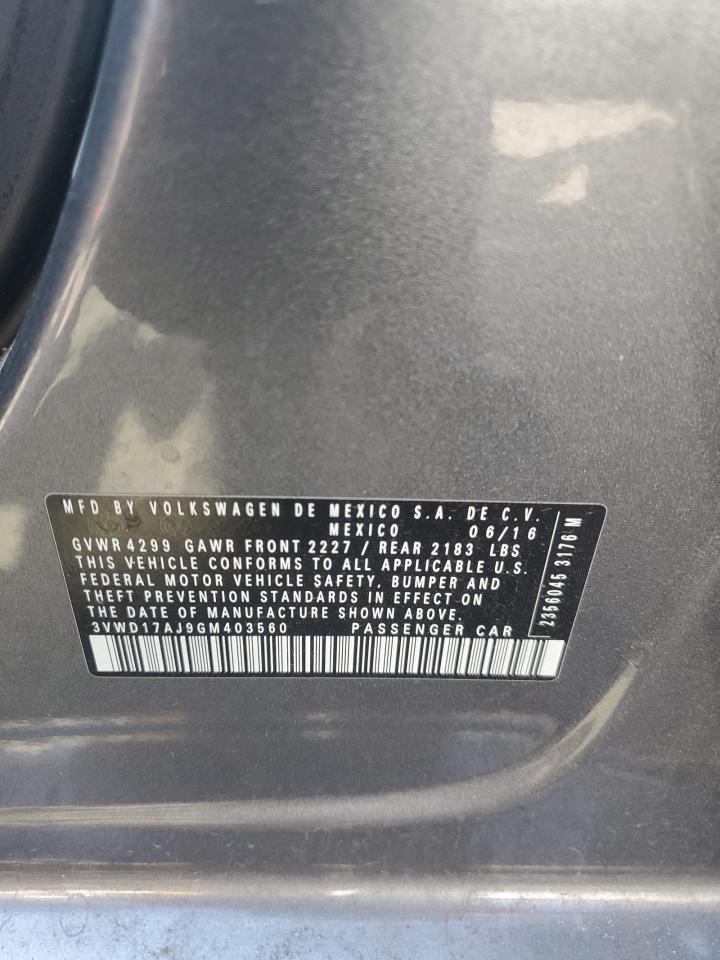 MFD BY VOLKSWAGEN DE MEXICO S.A. DE C.V.
MEXICO 06/16
GVWR 4299 GAWR FRONT 2227 / REAR 2183 LBS
THIS VEHICLE CONFORMS TO ALL APPLICABLE U.S.
FEDERAL MOTOR VEHICLE SAFETY, BUMPER AND
THEFT PREVENTION STANDARDS IN EFFECT ON
THE DATE OF MANUFACTURE SHOWN ABOVE.
3VWD17AJ9GM403560 PASSENGER CAR
2356045 3176 M